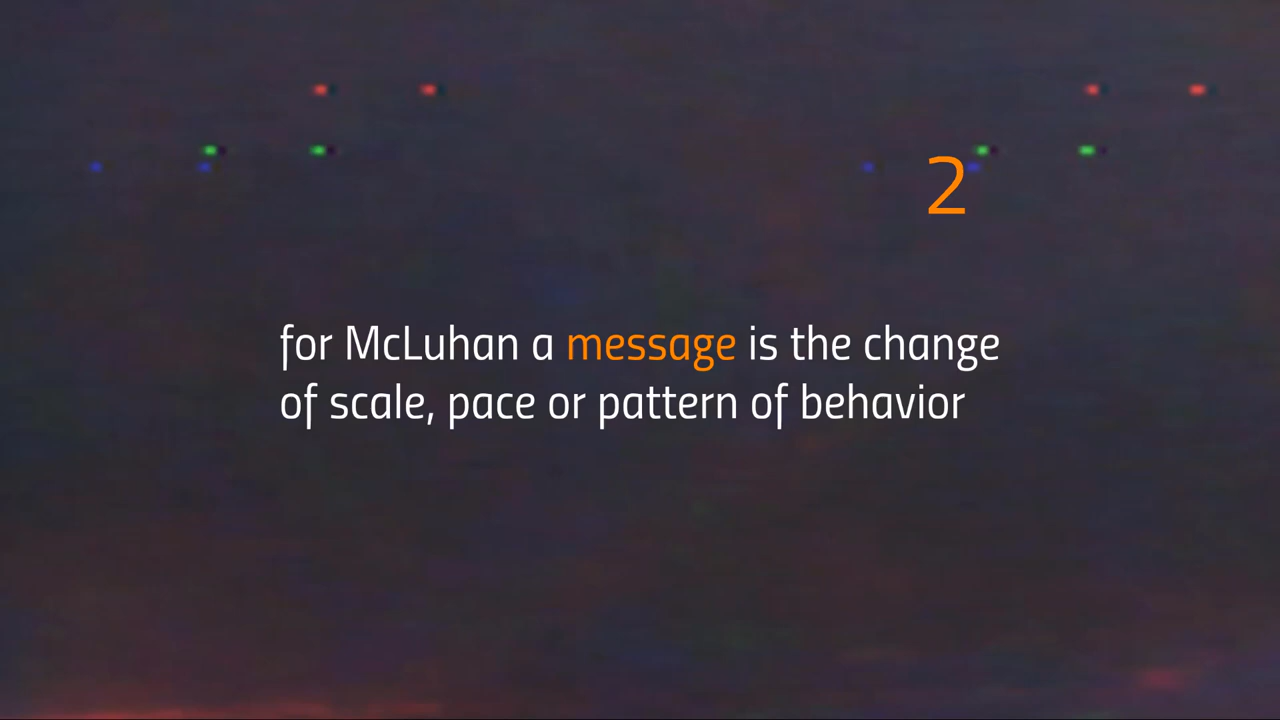 2
for McLuhan a message is the change
of scale, pace or pattern of behavior